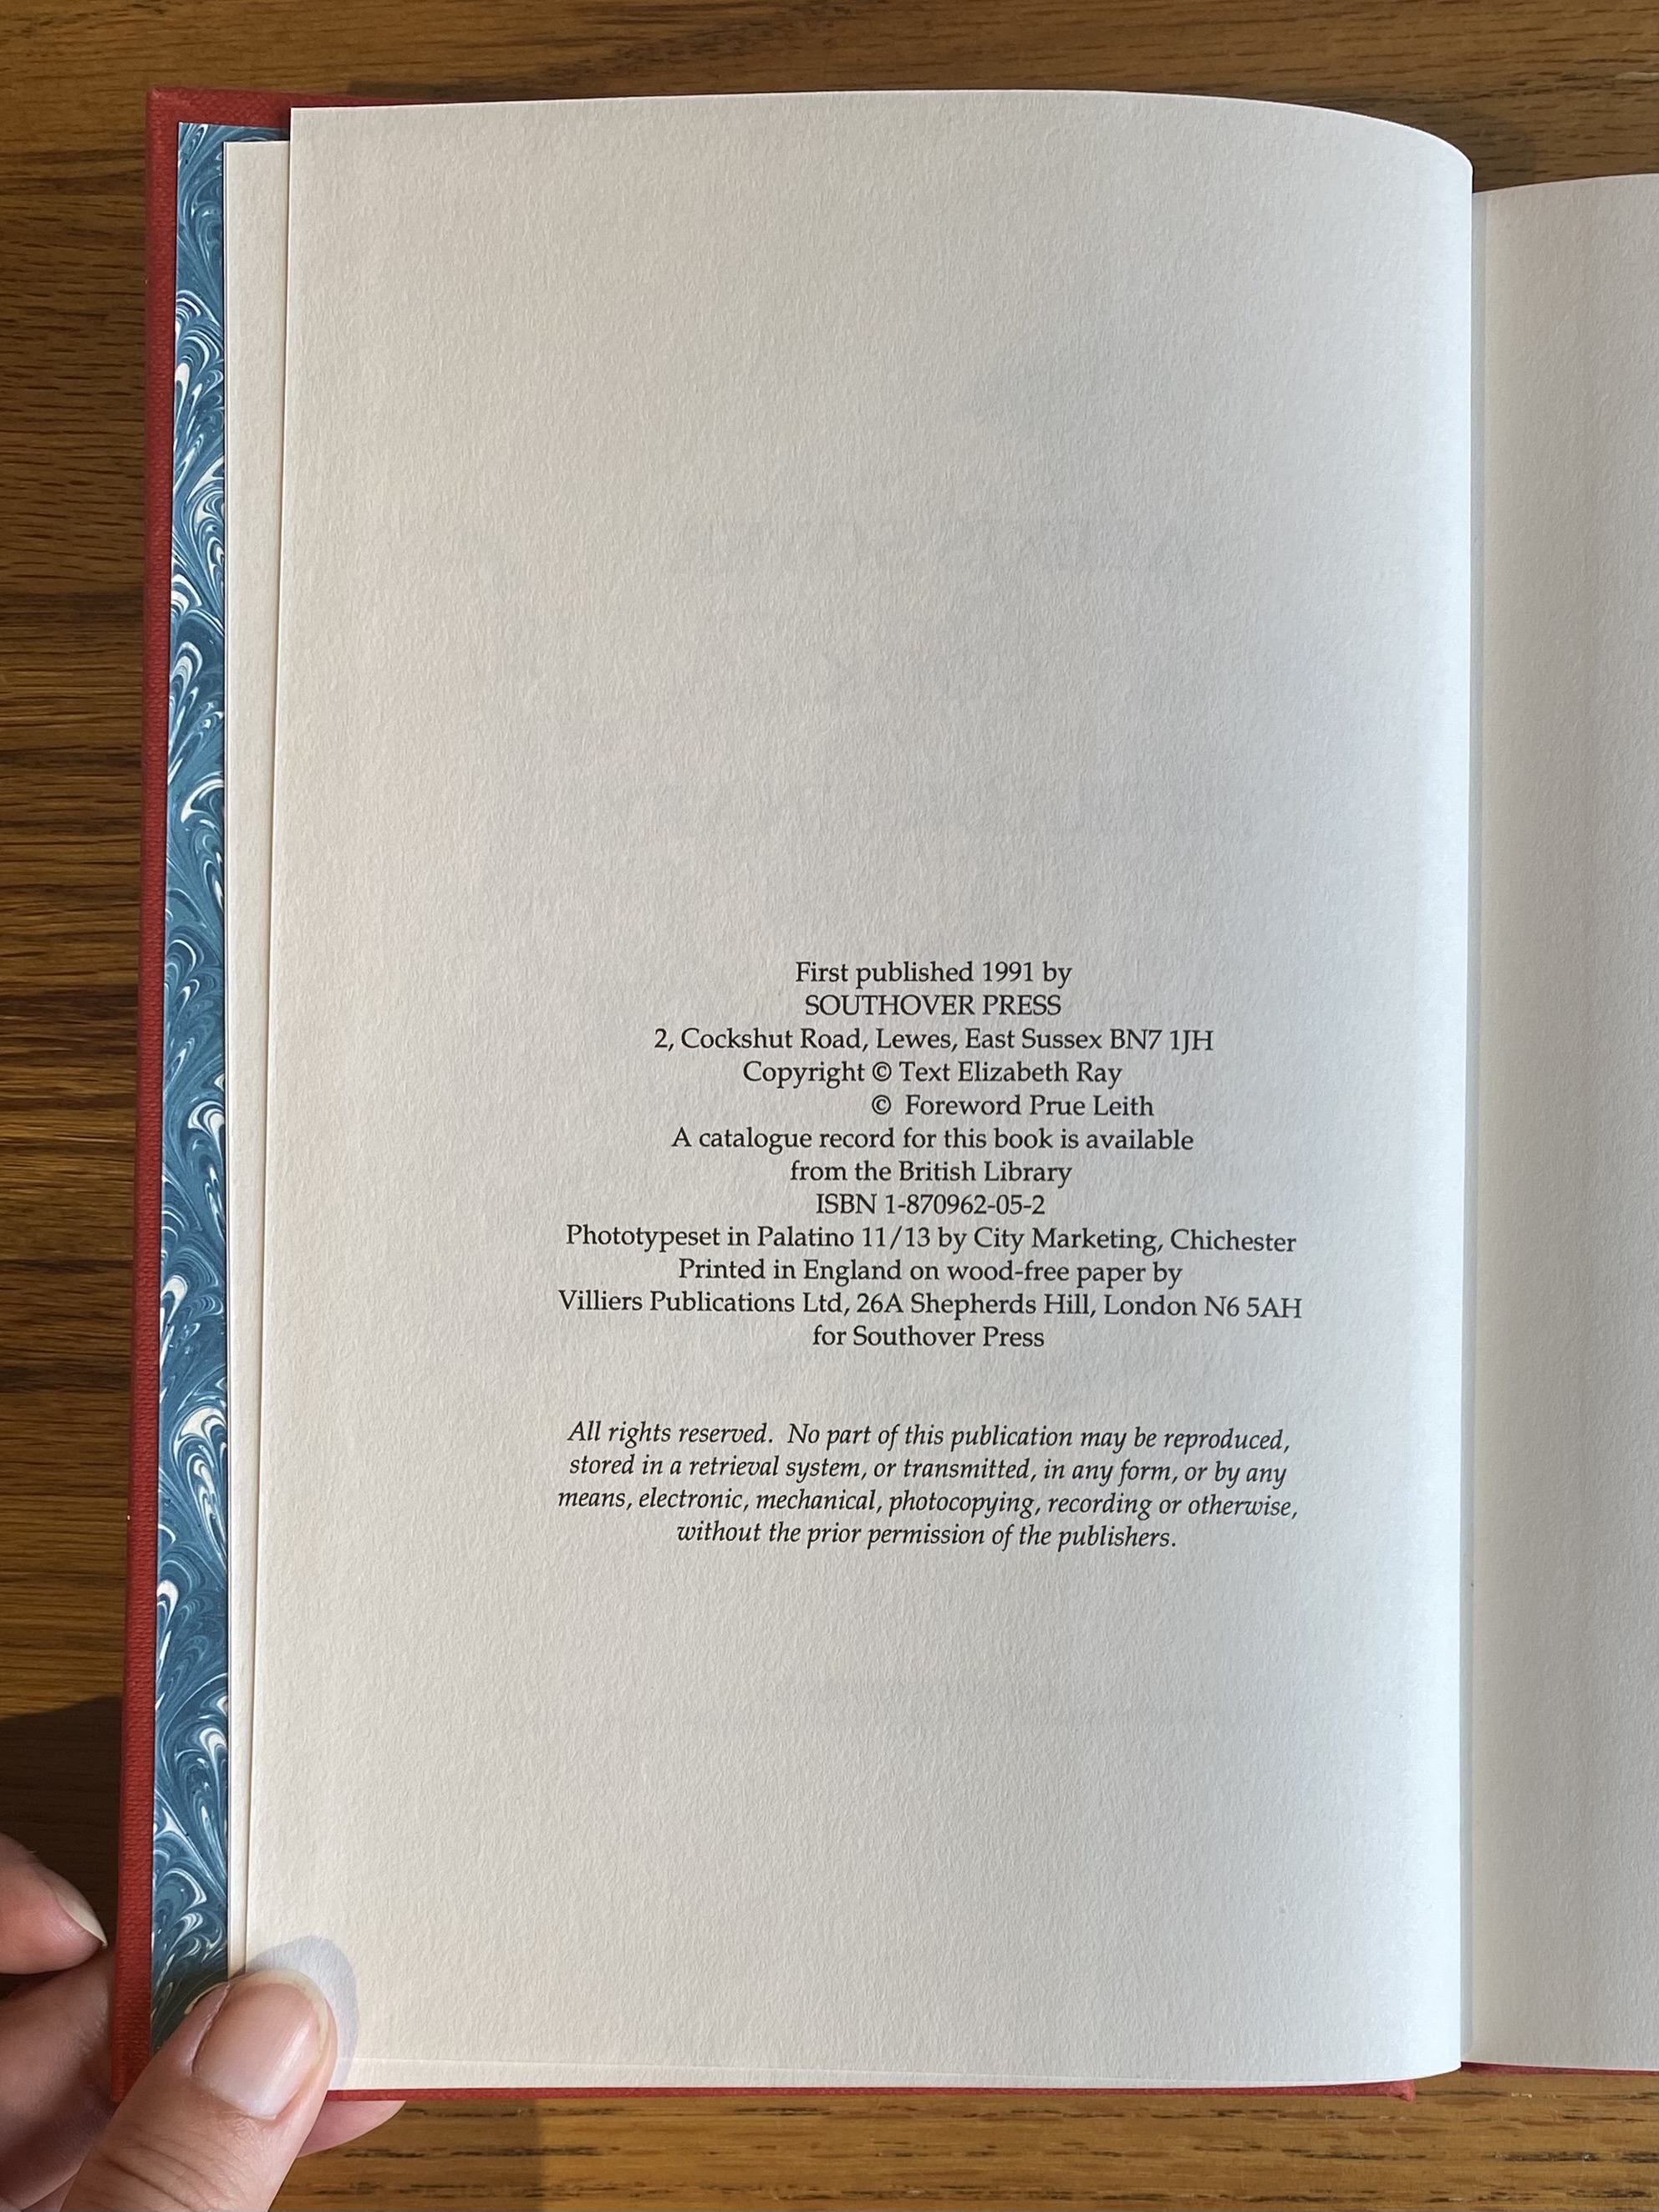 First published 1991 by
SOUTHOVER PRESS
2, Cockshut Road, Lewes, East Sussex BN7 1JH
Copyright © Text Elizabeth Ray
© Foreword Prue Leith
A catalogue record for this book is available
from the British Library
ISBN 1-870962-05-2
Phototypeset in Palatino 11/13 by City Marketing, Chichester
Printed in England on wood-free paper by
Villiers Publications Ltd, 26A Shepherds Hill, London N6 5AH
for Southover Press
All rights reserved. No part of this publication may be reproduced,
stored in a retrieval system, or transmitted, in any form, or by any
means, electronic, mechanical, photocopying, recording or otherwise,
without the prior permission of the publishers.